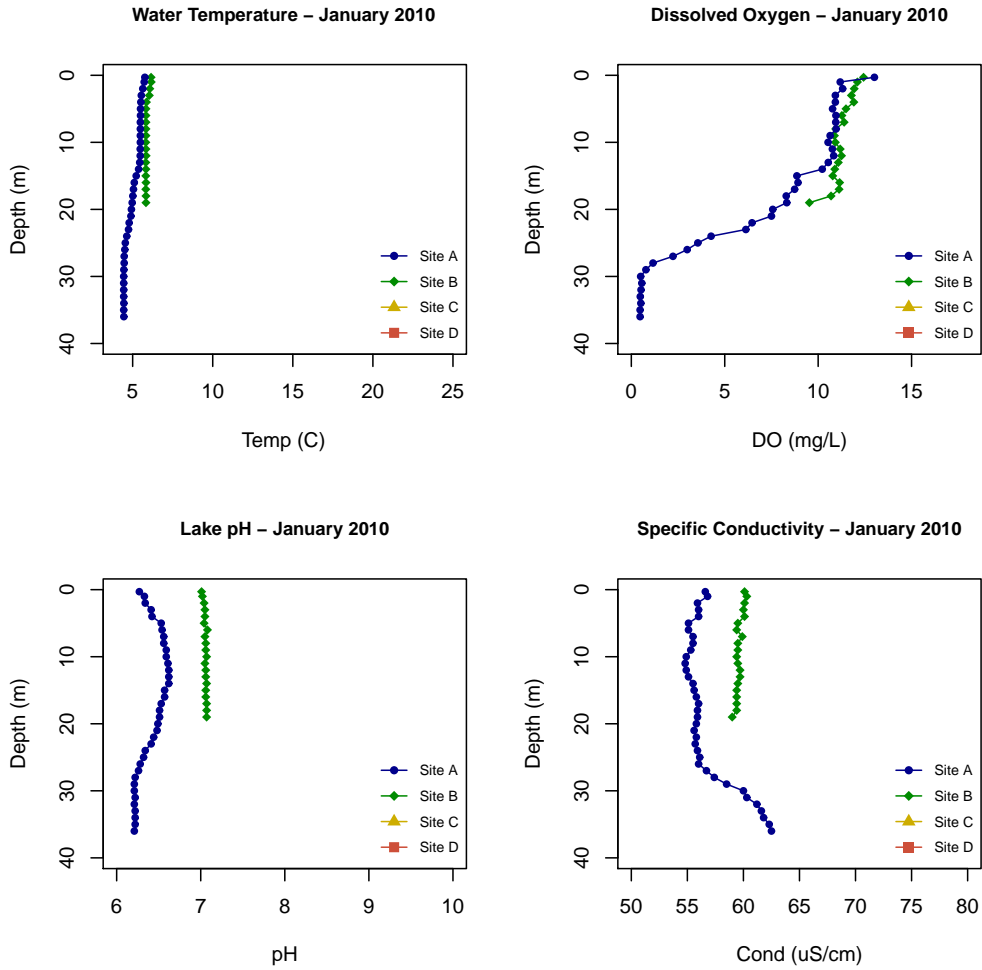 Water Temperature – January 2010
0
10
20
30
40
Depth (m)
5
10
15
20
25
Temp (C)
Site A
Site B
Site C
Site D
Dissolved Oxygen – January 2010
0
10
20
30
40
Depth (m)
0
5
10
15
DO (mg/L)
Site A
Site B
Site C
Site D
Lake pH – January 2010
0
10
20
30
40
Depth (m)
6
7
8
9
10
pH
Site A
Site B
Site C
Site D
Specific Conductivity – January 2010
0
10
20
30
40
Depth (m)
50
55
60
65
70
75
80
Cond (uS/cm)
Site A
Site B
Site C
Site D